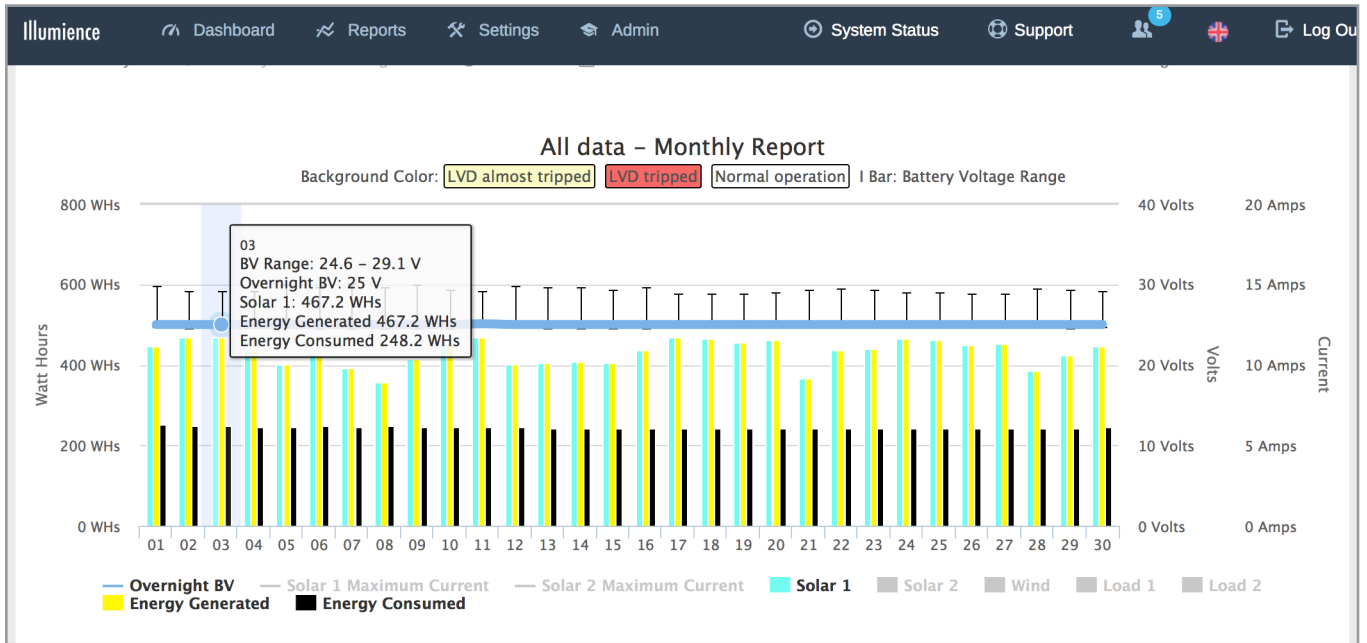 Illumience Dashboard Reports Settings Admin System Status Support 5 Log Ou
All data – Monthly Report
Background Color: LVD almost tripped LVD tripped Normal operation I Bar: Battery Voltage Range
800 WHs 40 Volts 20 Amps
03
BV Range: 24.6 – 29.1 V
Overnight BV: 25 V
Solar 1: 467.2 WHs
Energy Generated 467.2 WHs
Energy Consumed 248.2 WHs
600 WHs 30 Volts 15 Amps
Watt Hours
Volts
Current
400 WHs 20 Volts 10 Amps
200 WHs 10 Volts 5 Amps
0 WHs 0 Volts 0 Amps
01 02 03 04 05 06 07 08 09 10 11 12 13 14 15 16 17 18 19 20 21 22 23 24 25 26 27 28 29 30
Overnight BV Solar 1 Maximum Current Solar 2 Maximum Current Solar 1 Solar 2 Wind Load 1 Load 2
Energy Generated Energy Consumed